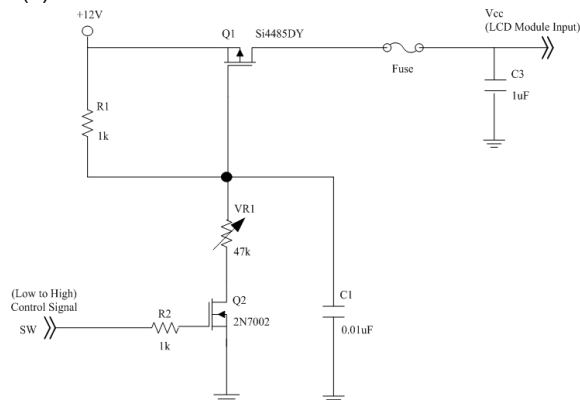 +12V
Q1
Si4485DY
Vcc
(LCD Module Input)
Fuse
C3
1uF
R1
1k
VR1
47k
(Low to High)
Control Signal
SW
R2
1k
Q2
2N7002
C1
0.01uF